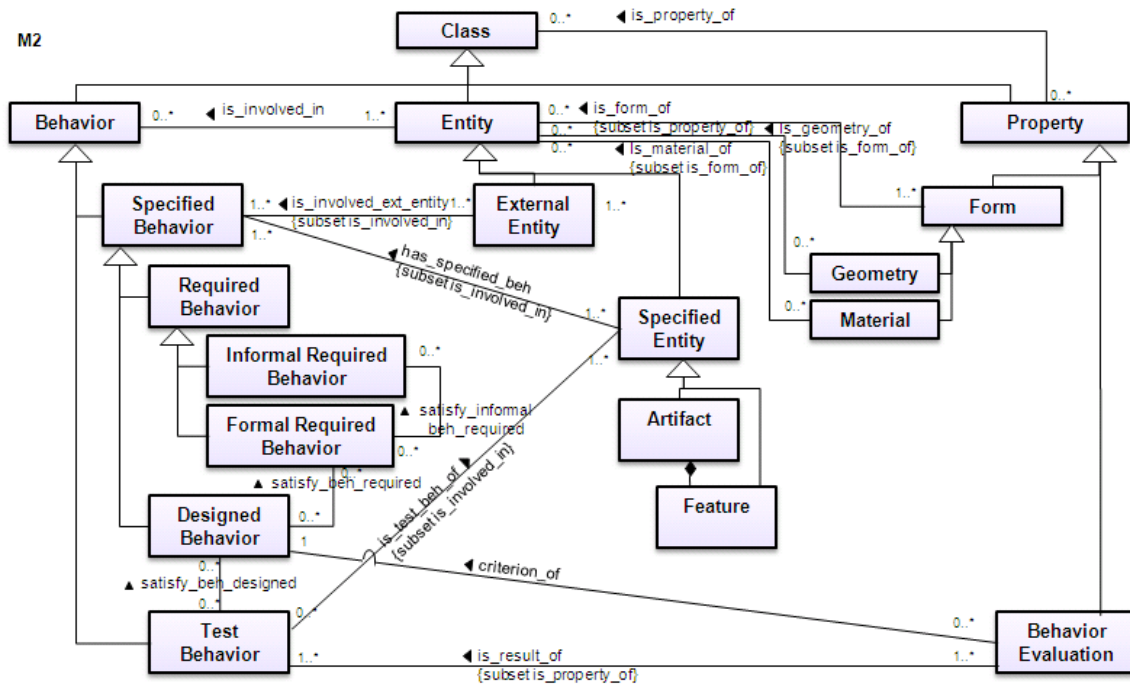 M2
Class
0..*
◄ is_property_of
0..*
Behavior
0..*
◄ is_involved_in
1..*
Entity
0..*
◄ is_form_of
{subset is_property_of}
0..*
◄ Is_geometry_of
{subset is_form_of}
0..*
Is_material_of
{subset is_form_of}
Property
Specified
Behavior
1..*
◄ is_involved_ext_entity
1..*
{subset is_involved_in}
External
Entity
1..*
1..*
Form
1..*
◄ has_specified_beh
{subset is_involved_in}
0..*
Geometry
0..*
Material
Required
Behavior
1..*
Specified
Entity
1..*
Informal Required
Behavior
0..*
▲ satisfy_informal
beh_required
Formal Required
Behavior
0..*
0..*
▲ satisfy_beh_required
Artifact
Feature
is_test_beh_of ►
{subset is_involved_in}
Designed
Behavior
0..*
1
◄ criterion_of
0..*
0..*
▲ satisfy_beh_designed
0..*
Test
Behavior
0..*
1..*
◄ is_result_of
{subset is_property_of}
1..*
Behavior
Evaluation